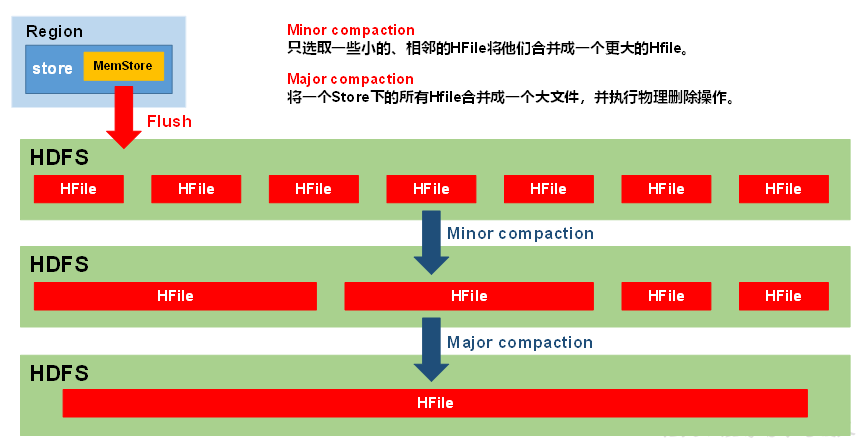 Region
store
MemStore
Minor compaction
只选取一些小的、相邻的HFile将他们合并成一个更大的Hfile。
Major compaction
将一个Store下的所有Hfile合并成一个大文件，并执行物理删除操作。
Flush
HDFS
HFile HFile HFile HFile HFile HFile HFile
Minor compaction
HDFS
HFile HFile HFile HFile
Major compaction
HDFS
HFile